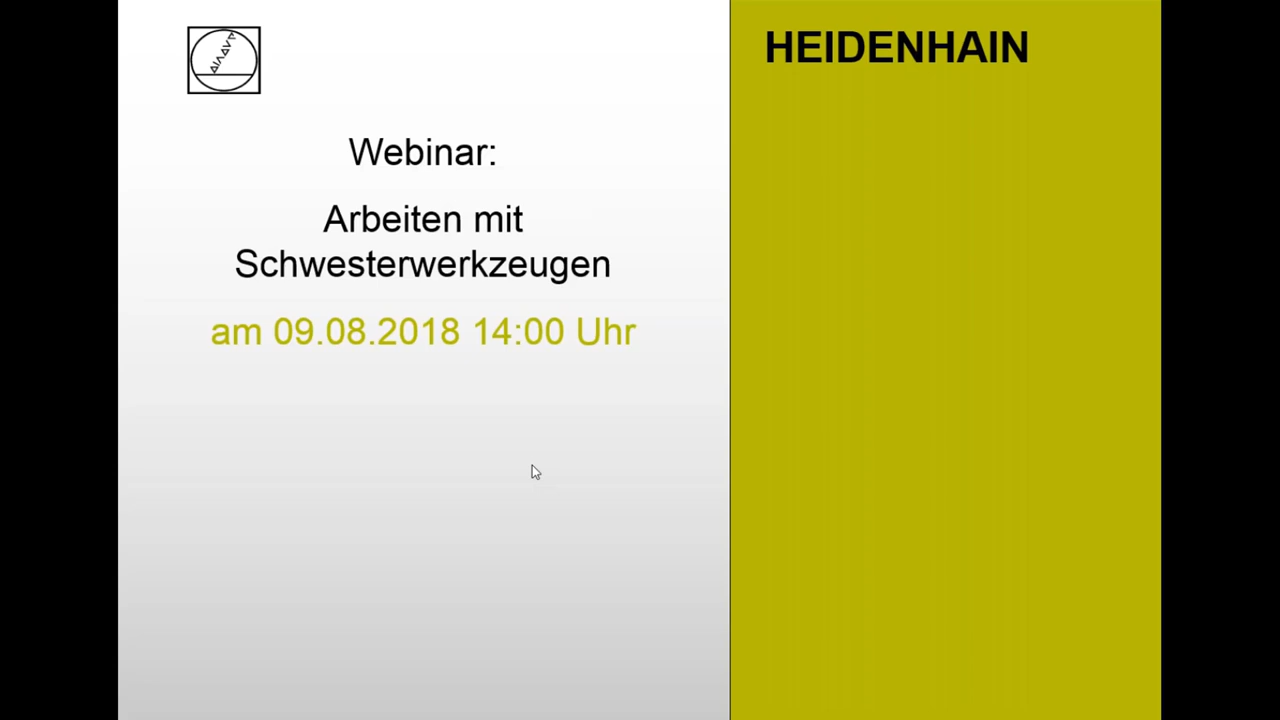 HEIDENHAIN
Webinar:
Arbeiten mit
Schwesterwerkzeugen
am 09.08.2018 14:00 Uhr